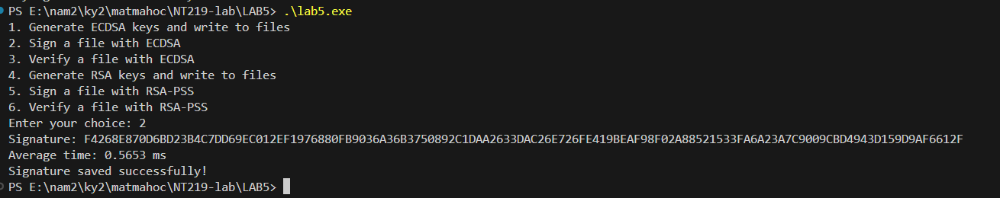 PS E:\nam2\ky2\matmahoc\NT219-lab\LAB5> .\lab5.exe
1. Generate ECDSA keys and write to files
2. Sign a file with ECDSA
3. Verify a file with ECDSA
4. Generate RSA keys and write to files
5. Sign a file with RSA-PSS
6. Verify a file with RSA-PSS
Enter your choice: 2
Signature: F4268E870D6BD23B4C7DD69EC012EF1976880FB9036A36B3750892C1DAA2633DAC26E726FE419BEAF98F02A88521533FA6A23A7C9009CBD4943D159D9AF6612F
Average time: 0.5653 ms
Signature saved successfully!
PS E:\nam2\ky2\matmahoc\NT219-lab\LAB5>